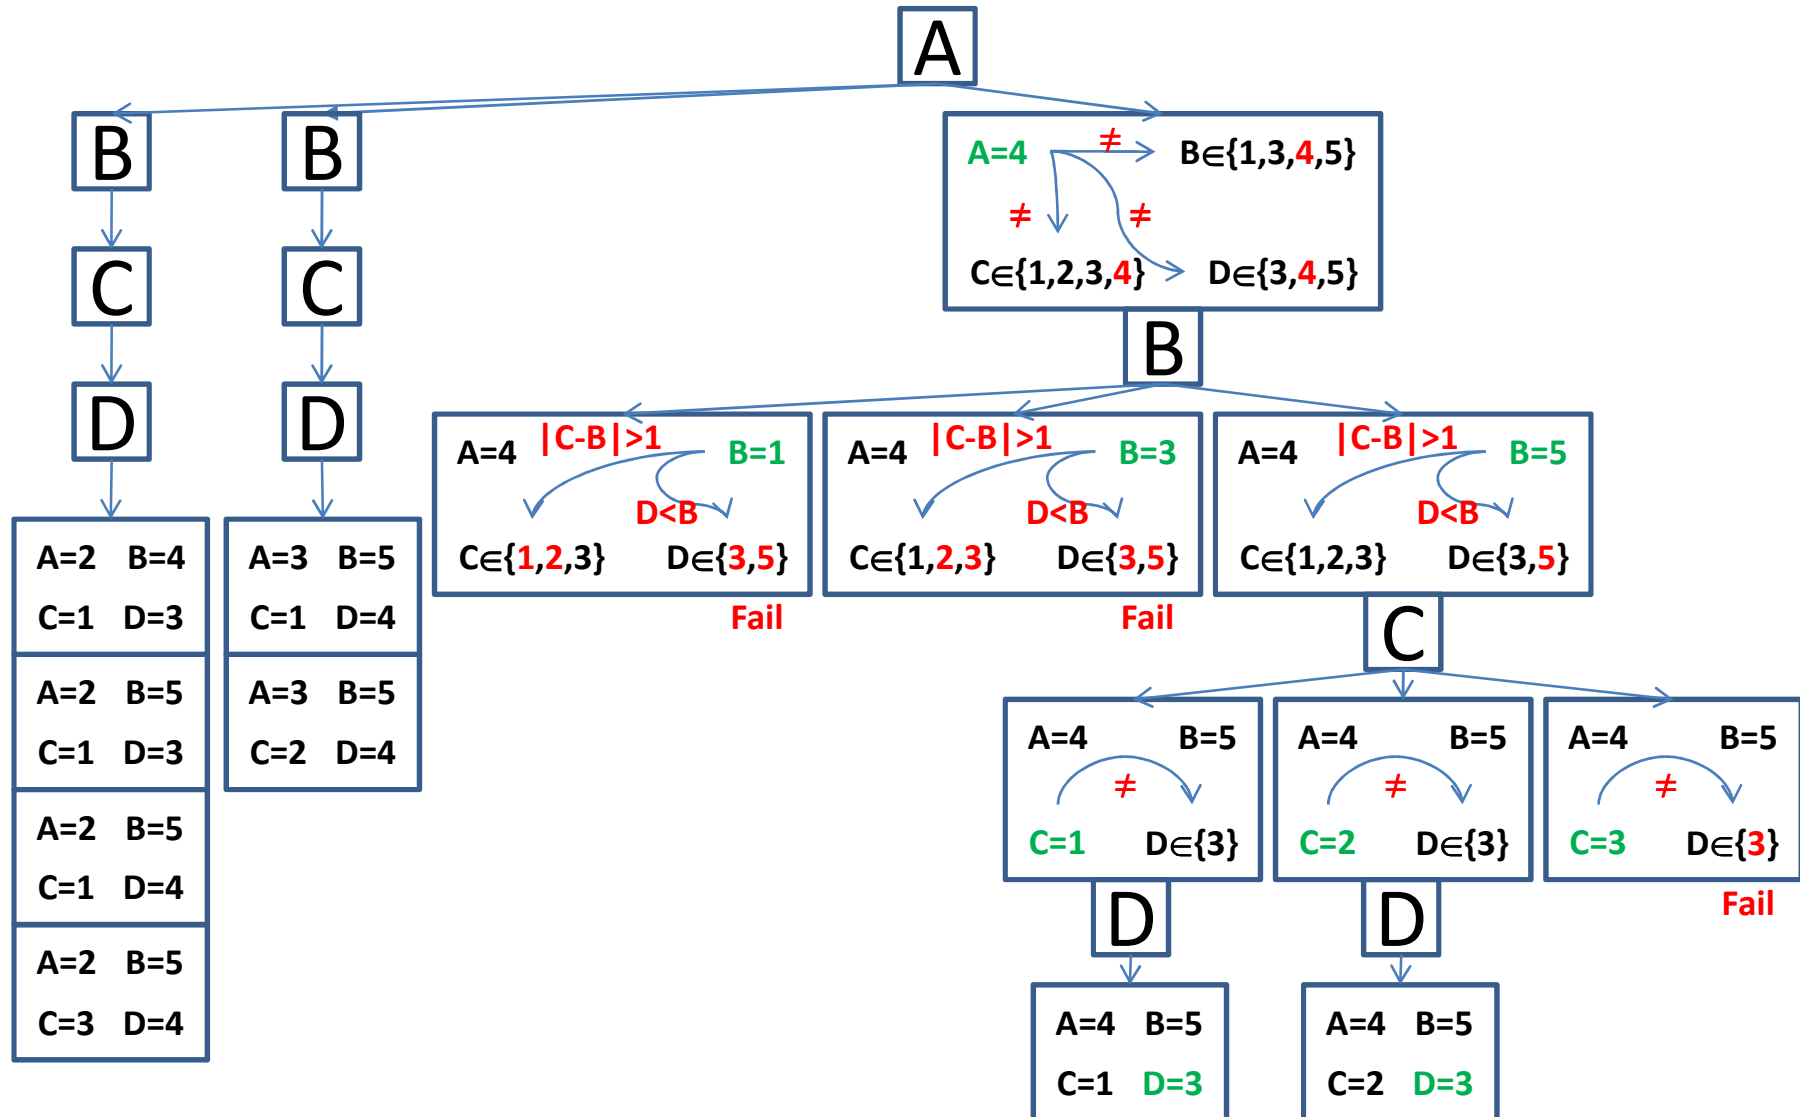 A
B
B
A=4 ≠ B∈{1,3,4,5}
≠ ≠
C∈{1,2,3,4} D∈{3,4,5}
C
C
B
D
D
A=4 |C-B|>1 B=1
D<B
C∈{1,2,3} D∈{3,5}
Fail
A=4 |C-B|>1 B=3
D<B
C∈{1,2,3} D∈{3,5}
Fail
A=4 |C-B|>1 B=5
D<B
C∈{1,2,3} D∈{3,5}
C
A=2 B=4
C=1 D=3
A=2 B=5
C=1 D=3
A=2 B=5
C=1 D=4
A=2 B=5
C=3 D=4
A=3 B=5
C=1 D=4
A=3 B=5
C=2 D=4
A=4 B=5
≠
C=1 D∈{3}
D
A=4 B=5
C=1 D=3
A=4 B=5
≠
C=2 D∈{3}
D
A=4 B=5
C=2 D=3
A=4 B=5
≠
C=3 D∈{3}
Fail